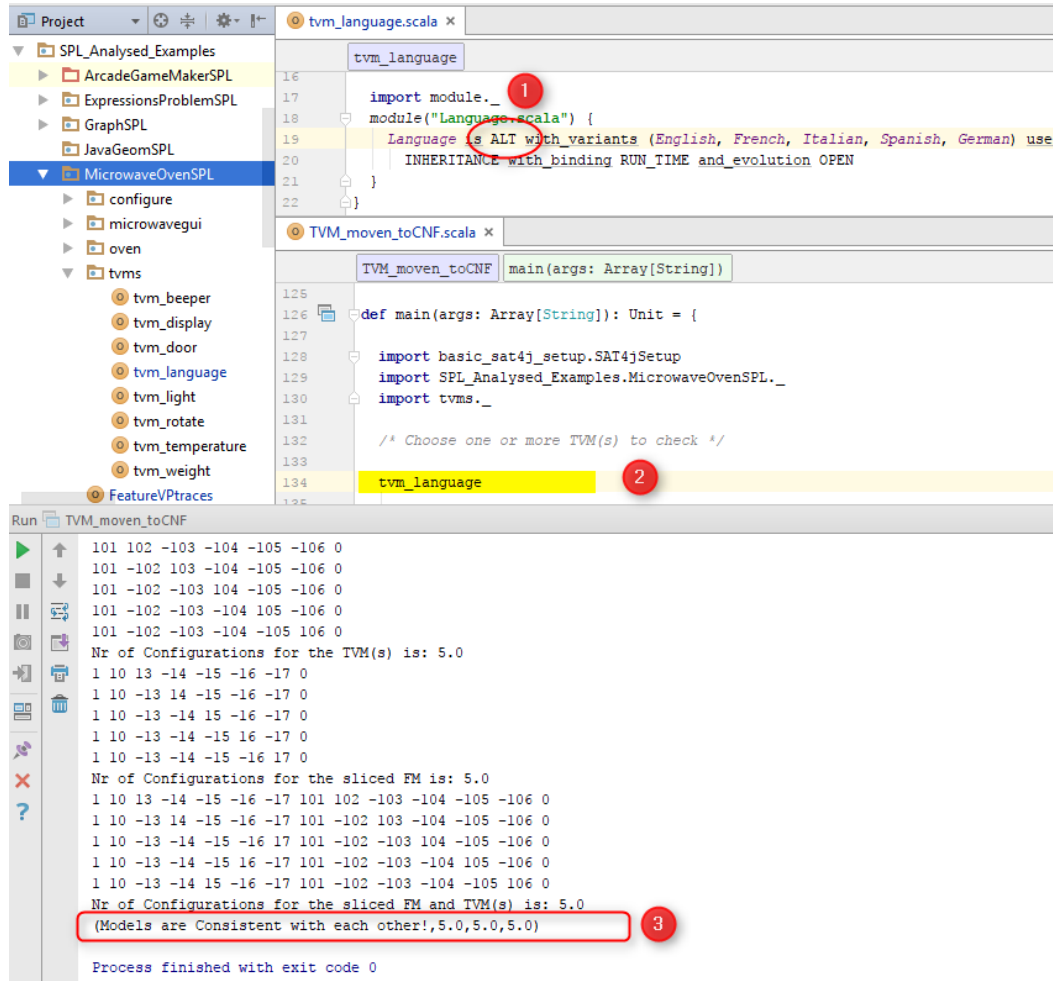 Project
SPL_Analysed_Examples
ArcadeGameMakerSPL
ExpressionsProblemSPL
GraphSPL
JavaGeomSPL
MicrowaveOvenSPL
configure
microwavegui
oven
tvms
tvm_beeper
tvm_display
tvm_door
tvm_language
tvm_light
tvm_rotate
tvm_temperature
tvm_weight
FeatureVPtraces
tvm_language.scala
tvm_language
16
17 import module._
1
18 module("Language.scala") {
19 Language is ALT with_variants (English, French, Italian, Spanish, German) use
20 INHERITANCE with_binding RUN_TIME and_evolution OPEN
21 }
22 }
TVM_moven_toCNF.scala
TVM_moven_toCNF main(args: Array[String])
125
126 def main(args: Array[String]): Unit = {
127
128 import basic_sat4j_setup.SAT4jSetup
129 import SPL_Analysed_Examples.MicrowaveOvenSPL._
130 import tvms._
131
132 /* Choose one or more TVM(s) to check */
133
134 tvm_language
2
135
Run TVM_moven_toCNF
101 102 -103 -104 -105 -106 0
101 -102 103 -104 -105 -106 0
101 -102 -103 104 -105 -106 0
101 -102 -103 -104 105 -106 0
101 -102 -103 -104 -105 106 0
Nr of Configurations for the TVM(s) is: 5.0
1 10 13 -14 -15 -16 -17 0
1 10 -13 14 -15 -16 -17 0
1 10 -13 -14 15 -16 -17 0
1 10 -13 -14 -15 16 -17 0
1 10 -13 -14 -15 -16 17 0
Nr of Configurations for the sliced FM is: 5.0
1 10 13 -14 -15 -16 -17 101 102 -103 -104 -105 -106 0
1 10 -13 14 -15 -16 -17 101 -102 103 -104 -105 -106 0
1 10 -13 -14 -15 -16 17 101 -102 -103 104 -105 -106 0
1 10 -13 -14 -15 16 -17 101 -102 -103 -104 105 -106 0
1 10 -13 -14 15 -16 -17 101 -102 -103 -104 -105 106 0
Nr of Configurations for the sliced FM and TVM(s) is: 5.0
(Models are Consistent with each other!,5.0,5.0,5.0)
3
Process finished with exit code 0